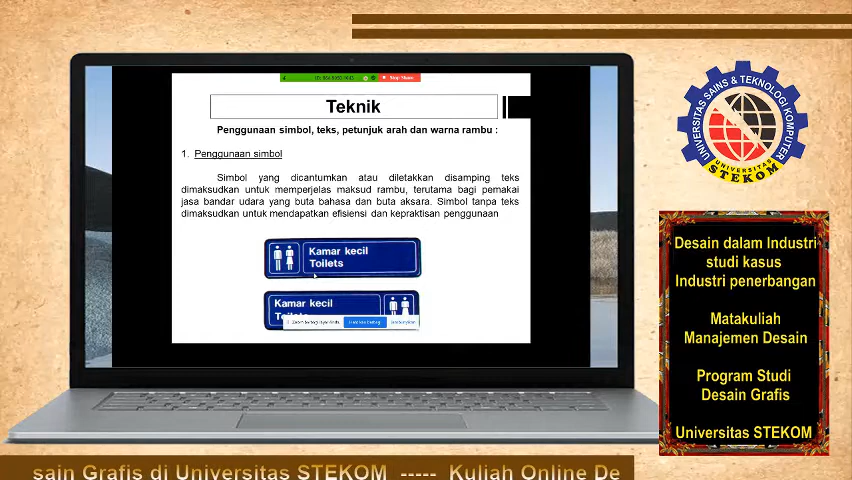 Stop Share
Teknik
Penggunaan simbol, teks, petunjuk arah dan warna rambu :
1. Penggunaan simbol
Simbol yang dicantumkan atau diletakkan disamping teks
dimaksudkan untuk memperjelas maksud rambu, terutama bagi pemakai
jasa bandar udara yang buta bahasa dan buta aksara. Simbol tanpa teks
dimaksudkan untuk mendapatkan efisiensi dan kepraktisan penggunaan
Kamar kecil
Toilets
Kamar kecil
UNIVERSITAS SAINS & TEKNOLOGI KOMPUTER
UNIVERSITAS
STEKOM
Desain dalam Industri
studi kasus
Industri penerbangan
Matakuliah
Manajemen Desain
Program Studi
Desain Grafis
Universitas STEKOM
sain Grafis di Universitas STEKOM ----- Kuliah Online De